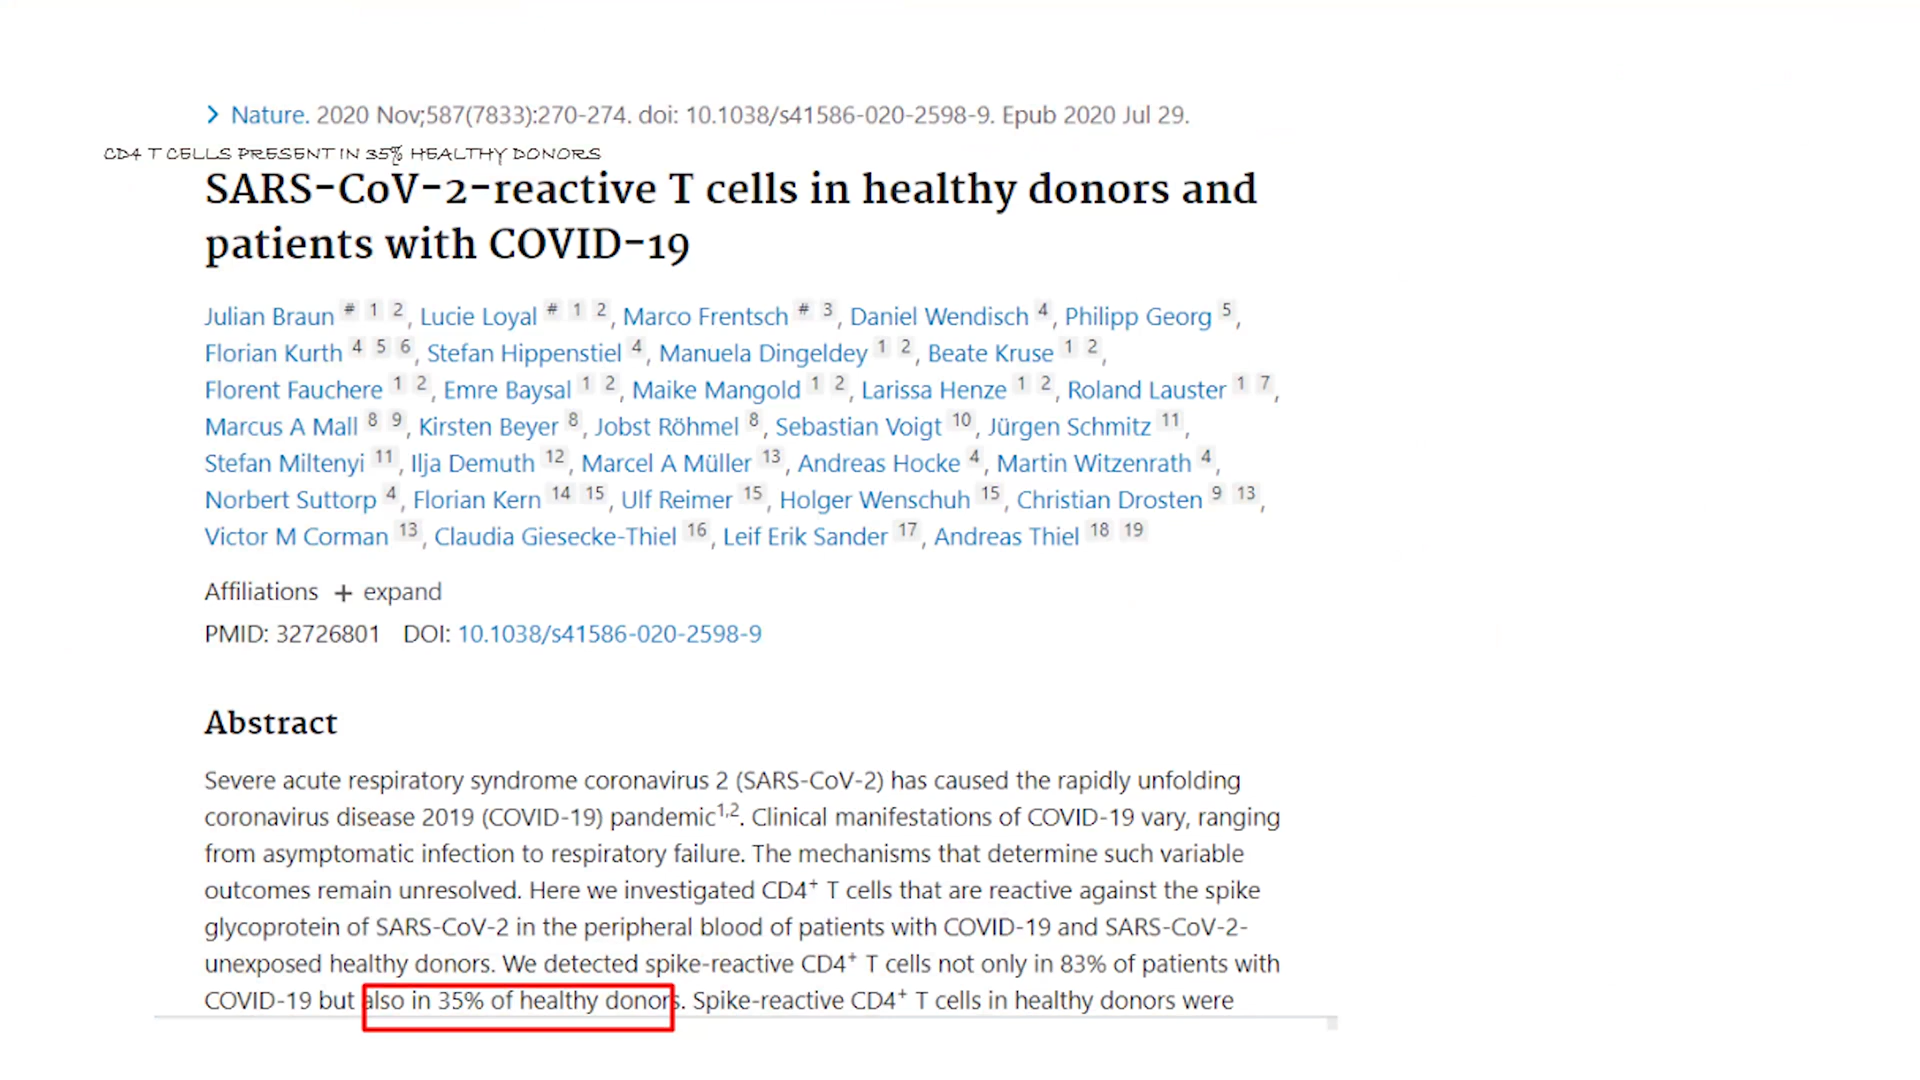 > Nature. 2020 Nov;587(7833):270-274. doi: 10.1038/s41586-020-2598-9. Epub 2020 Jul 29.
CD4 T CELLS PRESENT IN 35% HEALTHY DONORS
SARS-CoV-2-reactive T cells in healthy donors and
patients with COVID-19
Julian Braun # 1 2, Lucie Loyal # 1 2, Marco Frentsch # 3, Daniel Wendisch 4, Philipp Georg 5,
Florian Kurth 4 5 6, Stefan Hippenstiel 4, Manuela Dingeldey 1 2, Beate Kruse 1 2,
Florent Fauchere 1 2, Emre Baysal 1 2, Maike Mangold 1 2, Larissa Henze 1 2, Roland Lauster 1 7,
Marcus A Mall 8 9, Kirsten Beyer 8, Jobst Röhmel 8, Sebastian Voigt 10, Jürgen Schmitz 11,
Stefan Miltenyi 11, Ilja Demuth 12, Marcel A Müller 13, Andreas Hocke 4, Martin Witzenrath 4,
Norbert Suttorp 4, Florian Kern 14 15, Ulf Reimer 15, Holger Wenschuh 15, Christian Drosten 9 13,
Victor M Corman 13, Claudia Giesecke-Thiel 16, Leif Erik Sander 17, Andreas Thiel 18 19
Affiliations + expand
PMID: 32726801 DOI: 10.1038/s41586-020-2598-9
Abstract
Severe acute respiratory syndrome coronavirus 2 (SARS-CoV-2) has caused the rapidly unfolding
coronavirus disease 2019 (COVID-19) pandemic1,2. Clinical manifestations of COVID-19 vary, ranging
from asymptomatic infection to respiratory failure. The mechanisms that determine such variable
outcomes remain unresolved. Here we investigated CD4+ T cells that are reactive against the spike
glycoprotein of SARS-CoV-2 in the peripheral blood of patients with COVID-19 and SARS-CoV-2-
unexposed healthy donors. We detected spike-reactive CD4+ T cells not only in 83% of patients with
COVID-19 but also in 35% of healthy donors. Spike-reactive CD4+ T cells in healthy donors were